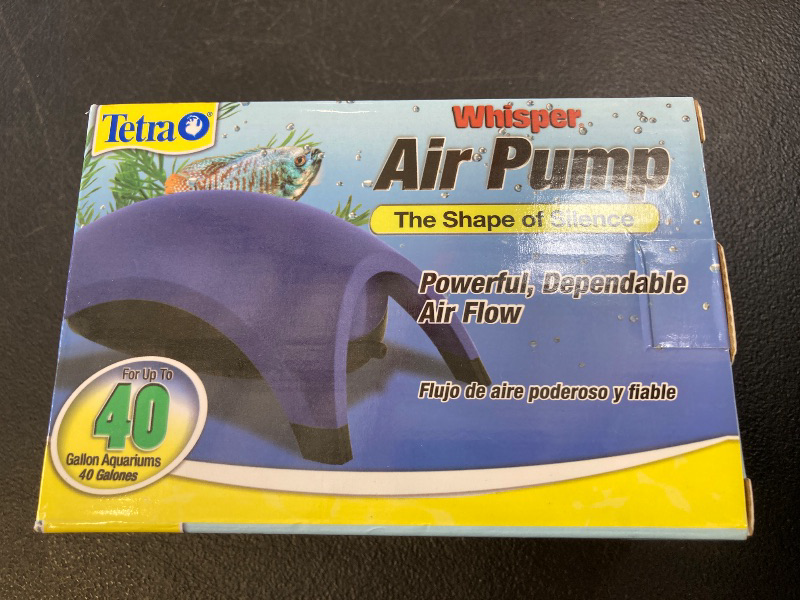 Tetra
Whisper
Air Pump
The Shape of Silence
Powerful, Dependable
Air Flow
Flujo de aire poderoso y fiable
For Up To
40
Gallon Aquariums
40 Galones